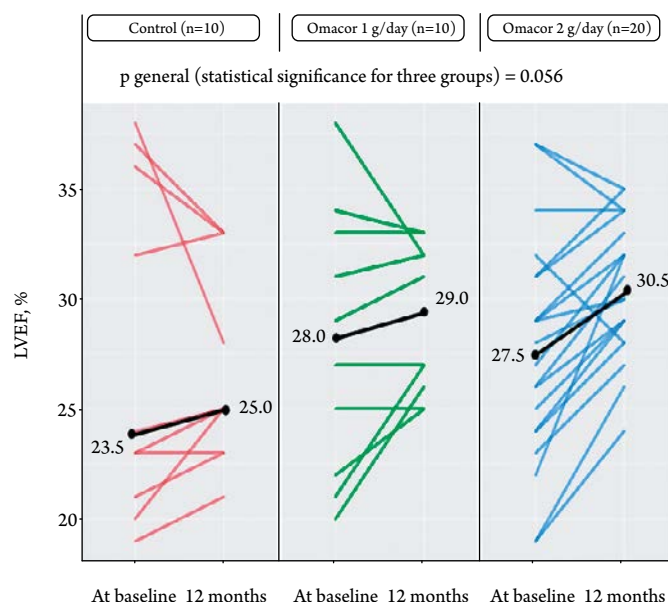 Control (n=10)
Omacor 1 g/day (n=10)
Omacor 2 g/day (n=20)
p general (statistical significance for three groups) = 0.056
LVEF, %
35
30
25
20
23.5
25.0
28.0
29.0
27.5
30.5
At baseline 12 months
At baseline 12 months
At baseline 12 months